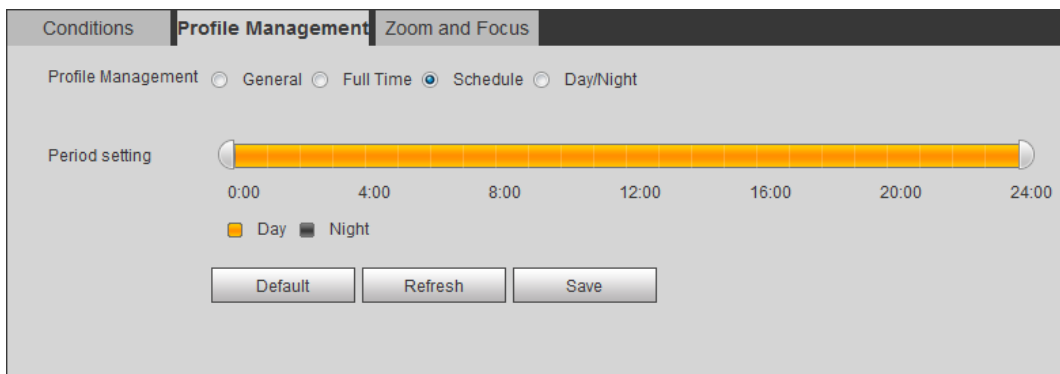 Conditions Profile Management Zoom and Focus
Profile Management General Full Time Schedule Day/Night
Period setting
0:00 4:00 8:00 12:00 16:00 20:00 24:00
Day Night
Default Refresh Save